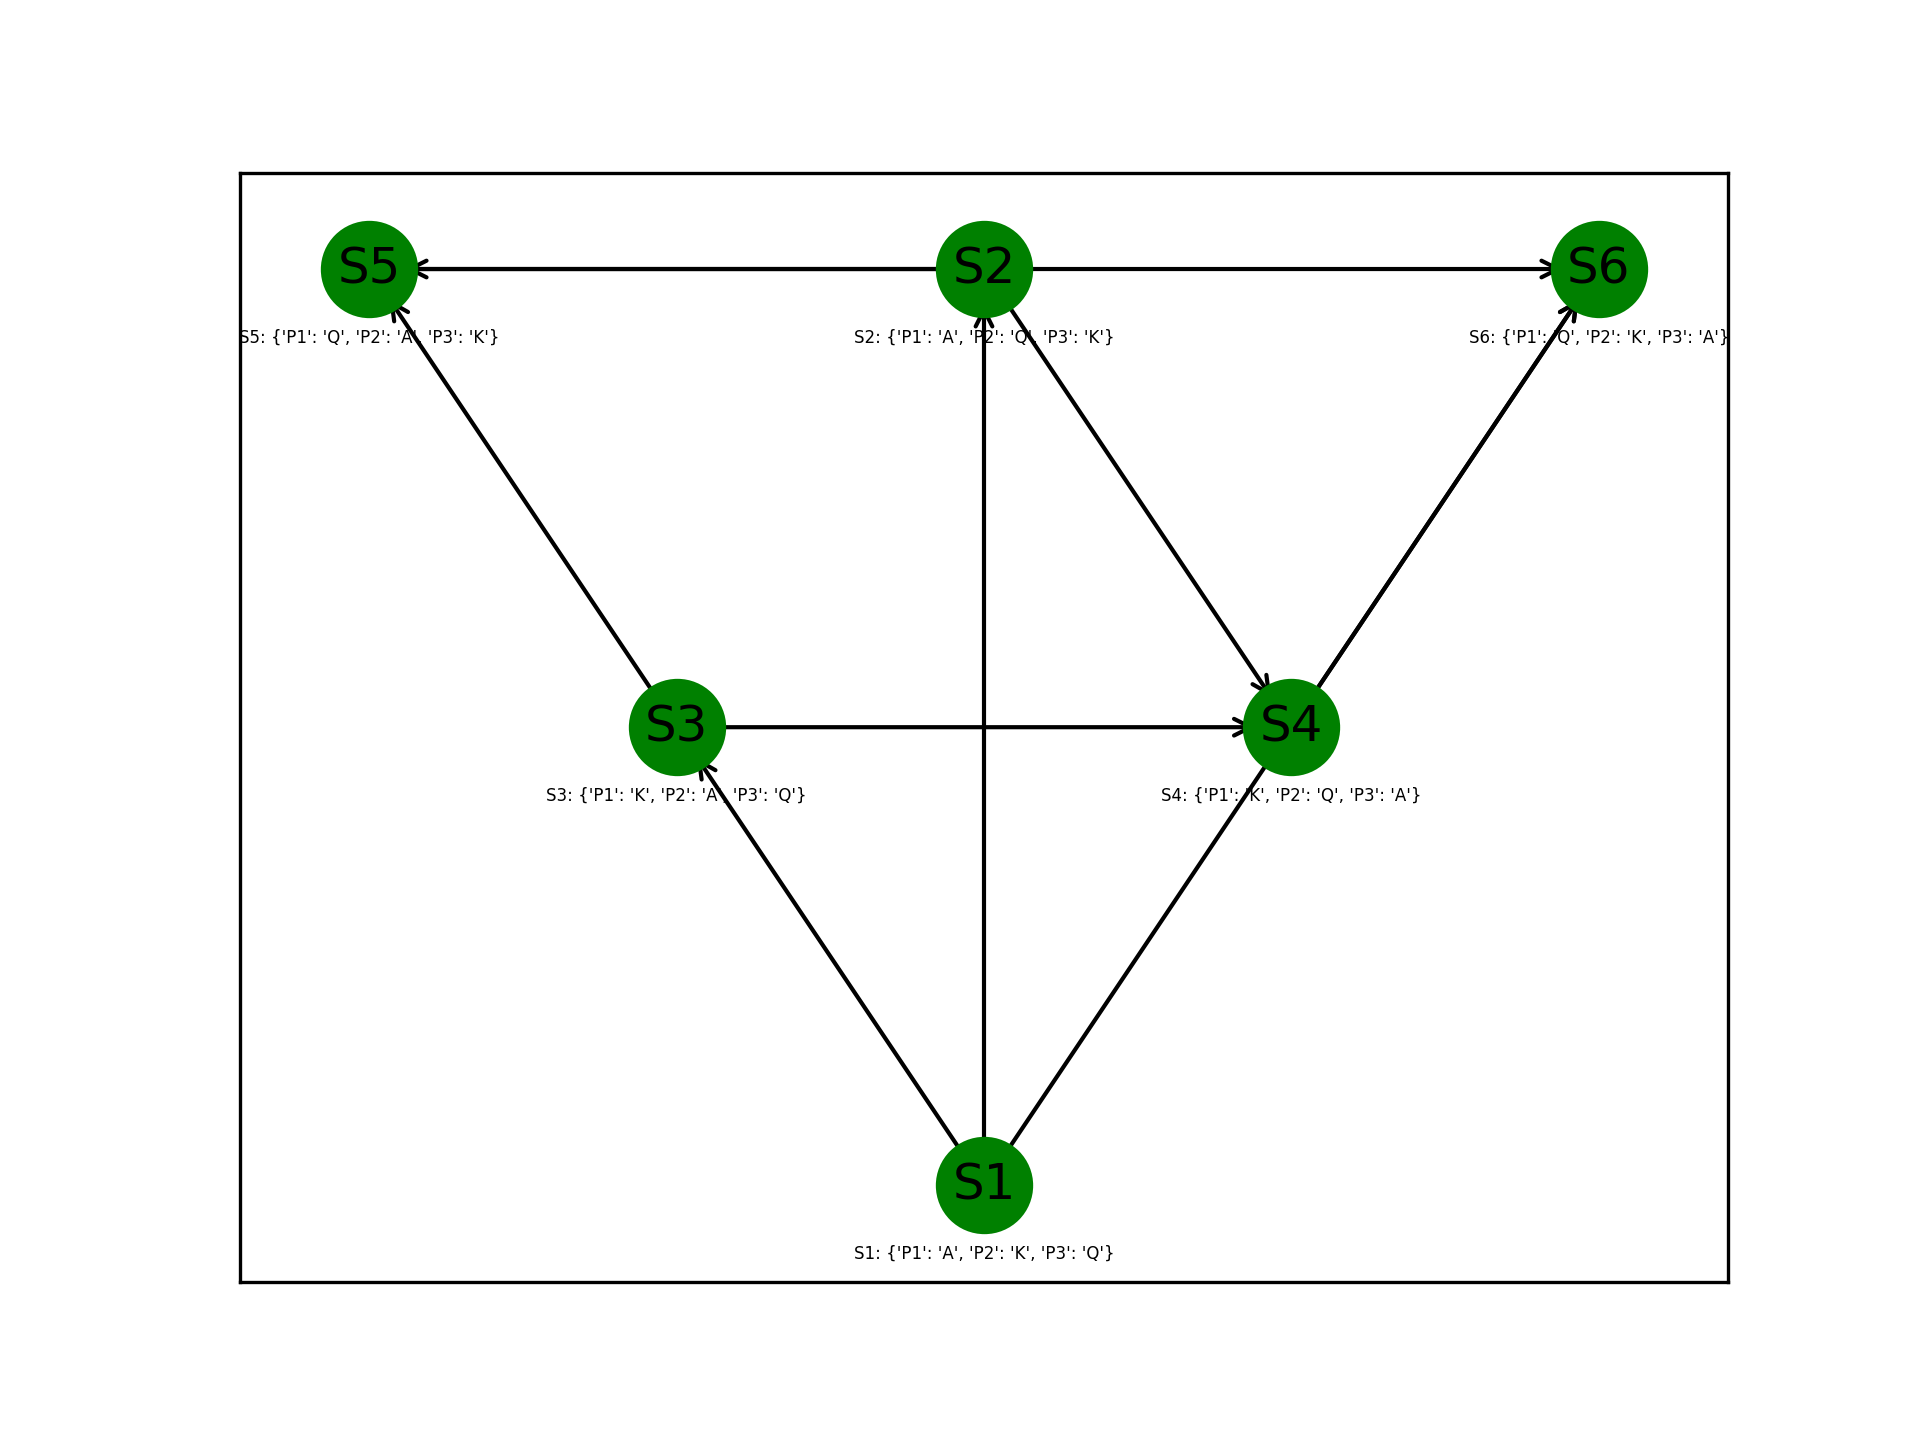 S5
S2
S6
S5: {'P1': 'Q', 'P2': 'A', 'P3': 'K'}
S2: {'P1': 'A', 'P2': 'Q', 'P3': 'K'}
S6: {'P1': 'Q', 'P2': 'K', 'P3': 'A'}
S3
S4
S3: {'P1': 'K', 'P2': 'A', 'P3': 'Q'}
S4: {'P1': 'K', 'P2': 'Q', 'P3': 'A'}
S1
S1: {'P1': 'A', 'P2': 'K', 'P3': 'Q'}